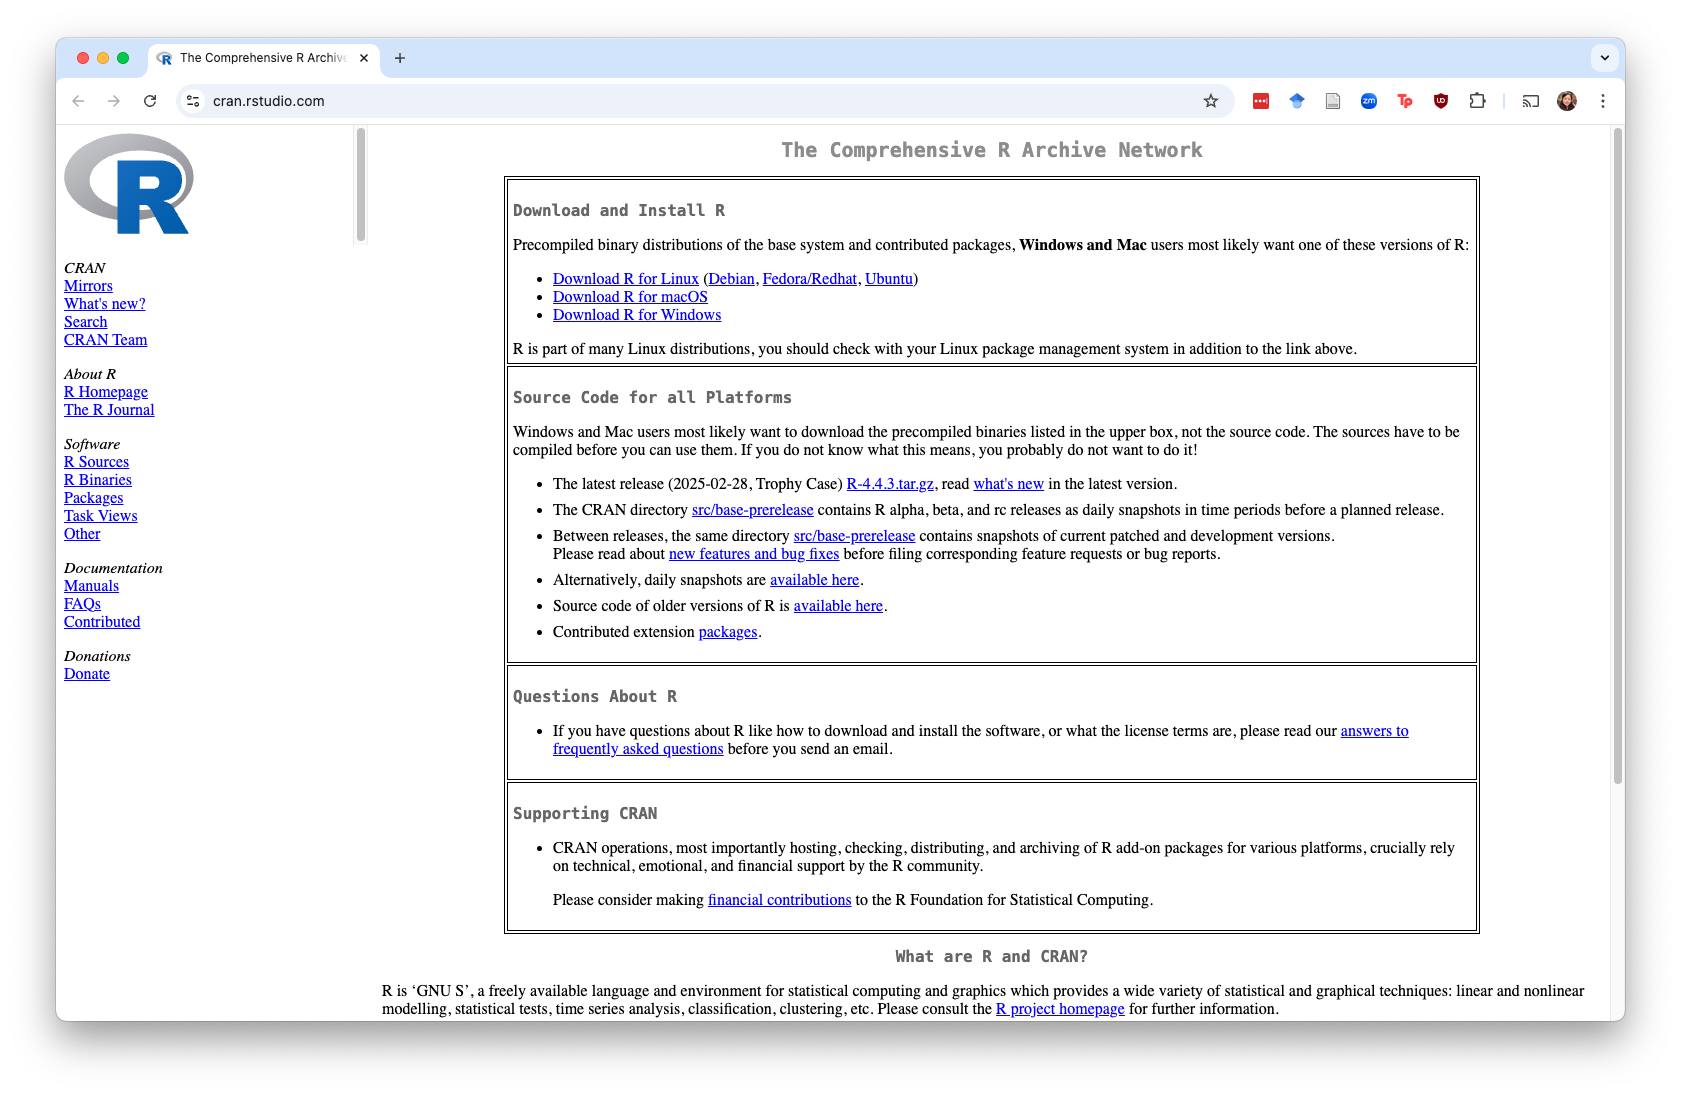 The Comprehensive R Archive
cran.rstudio.com
R
CRAN
Mirrors
What's new?
Search
CRAN Team
About R
R Homepage
The R Journal
Software
R Sources
R Binaries
Packages
Task Views
Other
Documentation
Manuals
FAQs
Contributed
Donations
Donate
The Comprehensive R Archive Network
Download and Install R
Precompiled binary distributions of the base system and contributed packages, Windows and Mac users most likely want one of these versions of R:
• Download R for Linux (Debian, Fedora/Redhat, Ubuntu)
• Download R for macOS
• Download R for Windows
R is part of many Linux distributions, you should check with your Linux package management system in addition to the link above.
Source Code for all Platforms
Windows and Mac users most likely want to download the precompiled binaries listed in the upper box, not the source code. The sources have to be
compiled before you can use them. If you do not know what this means, you probably do not want to do it!
• The latest release (2025-02-28, Trophy Case) R-4.4.3.tar.gz, read what's new in the latest version.
• The CRAN directory src/base-prerelease contains R alpha, beta, and rc releases as daily snapshots in time periods before a planned release.
• Between releases, the same directory src/base-prerelease contains snapshots of current patched and development versions.
Please read about new features and bug fixes before filing corresponding feature requests or bug reports.
• Alternatively, daily snapshots are available here.
• Source code of older versions of R is available here.
• Contributed extension packages.
Questions About R
• If you have questions about R like how to download and install the software, or what the license terms are, please read our answers to
frequently asked questions before you send an email.
Supporting CRAN
• CRAN operations, most importantly hosting, checking, distributing, and archiving of R add-on packages for various platforms, crucially rely
on technical, emotional, and financial support by the R community.
Please consider making financial contributions to the R Foundation for Statistical Computing.
What are R and CRAN?
R is ‘GNU S’, a freely available language and environment for statistical computing and graphics which provides a wide variety of statistical and graphical techniques: linear and nonlinear
modelling, statistical tests, time series analysis, classification, clustering, etc. Please consult the R project homepage for further information.